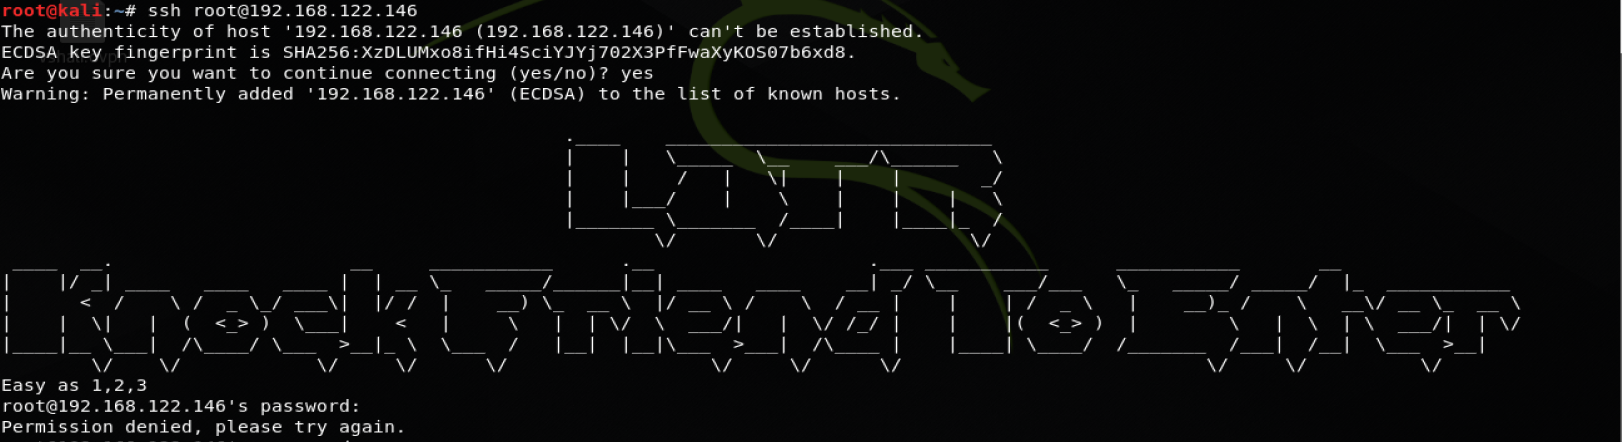 root@kali:~# ssh root@192.168.122.146
The authenticity of host '192.168.122.146 (192.168.122.146)' can't be established.
ECDSA key fingerprint is SHA256:XzDLUMxo8ifHi4SciYJYj702X3PfFwaXyKOS07b6xd8.
Are you sure you want to continue connecting (yes/no)? yes
Warning: Permanently added '192.168.122.146' (ECDSA) to the list of known hosts.
LOTR
Knock Friend To Enter
Easy as 1,2,3
root@192.168.122.146's password:
Permission denied, please try again.